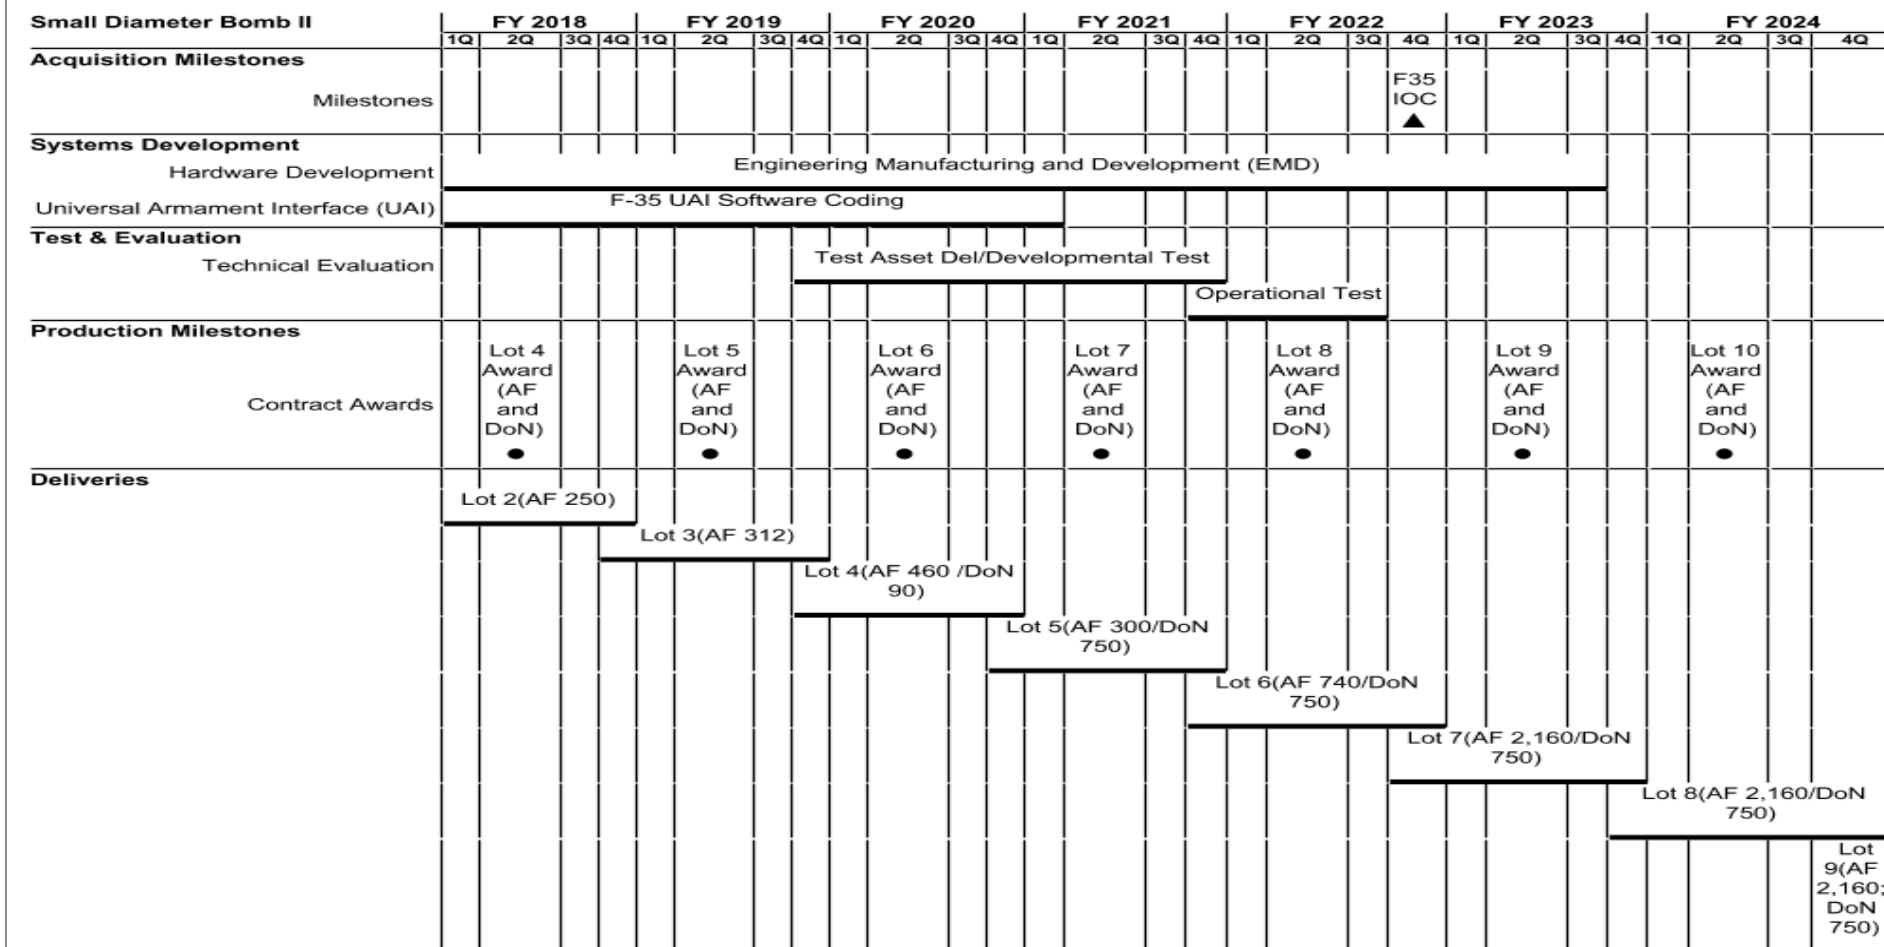 Small Diameter Bomb II FY 2018 FY 2019 FY 2020 FY 2021 FY 2022 FY 2023 FY 2024
1Q 2Q 3Q 4Q 1Q 2Q 3Q 4Q 1Q 2Q 3Q 4Q 1Q 2Q 3Q 4Q 1Q 2Q 3Q 4Q 1Q 2Q 3Q 4Q 1Q 2Q 3Q 4Q
Acquisition Milestones
Milestones
F35
IOC
Systems Development
Hardware Development
Engineering Manufacturing and Development (EMD)
Universal Armament Interface (UAI)
F-35 UAI Software Coding
Test & Evaluation
Technical Evaluation
Test Asset Del/Developmental Test
Operational Test
Production Milestones
Contract Awards
Lot 4
Award
(AF
and
DoN)
Lot 5
Award
(AF
and
DoN)
Lot 6
Award
(AF
and
DoN)
Lot 7
Award
(AF
and
DoN)
Lot 8
Award
(AF
and
DoN)
Lot 9
Award
(AF
and
DoN)
Lot 10
Award
(AF
and
DoN)
Deliveries
Lot 2(AF 250)
Lot 3(AF 312)
Lot 4(AF 460 /DoN
90)
Lot 5(AF 300/DoN
750)
Lot 6(AF 740/DoN
750)
Lot 7(AF 2,160/DoN
750)
Lot 8(AF 2,160/DoN
750)
Lot
9(AF
2,160;
DoN
750)